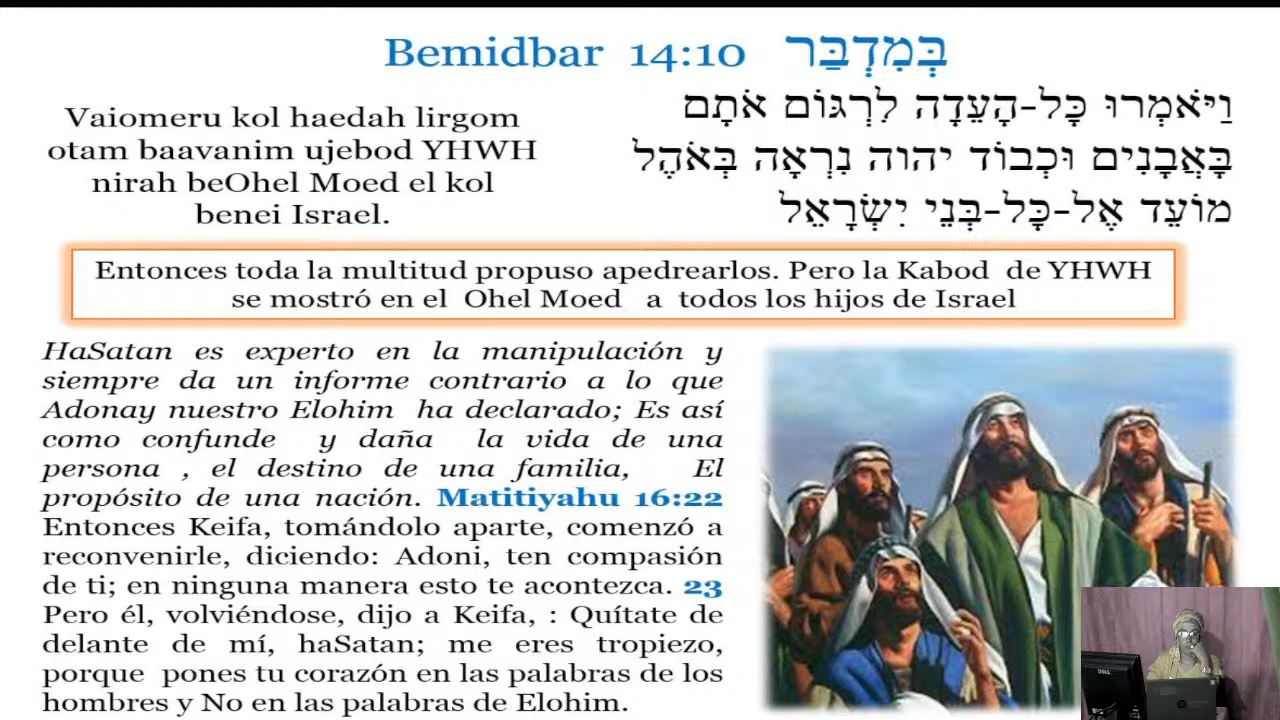 Bemidbar 14:10 בְּמִדְבַּר
Vaiomeru kol haedah lirgom
otam baavanim ujebod YHWH
nirah beOhel Moed el kol
benei Israel.
וַיֹּאמְרוּ כָּל-הָעֵדָה לִרְגּוֹם אֹתָם
בָּאֲבָנִים וּכְבוֹד יהוה נִרְאָה בְּאֹהֶל
מוֹעֵד אֶל-כָּל-בְּנֵי יִשְׂרָאֵל
Entonces toda la multitud propuso apedrearlos. Pero la Kabod de YHWH
se mostró en el Ohel Moed a todos los hijos de Israel
HaSatan es experto en la manipulación y
siempre da un informe contrario a lo que
Adonay nuestro Elohim ha declarado; Es así
como confunde y daña la vida de una
persona , el destino de una familia, El
propósito de una nación. Matitiyahu 16:22
Entonces Keifa, tomándolo aparte, comenzó a
reconvenirle, diciendo: Adoni, ten compasión
de ti; en ninguna manera esto te acontezca. 23
Pero él, volviéndose, dijo a Keifa, : Quítate de
delante de mí, haSatan; me eres tropiezo,
porque pones tu corazón en las palabras de los
hombres y No en las palabras de Elohim.
DELL